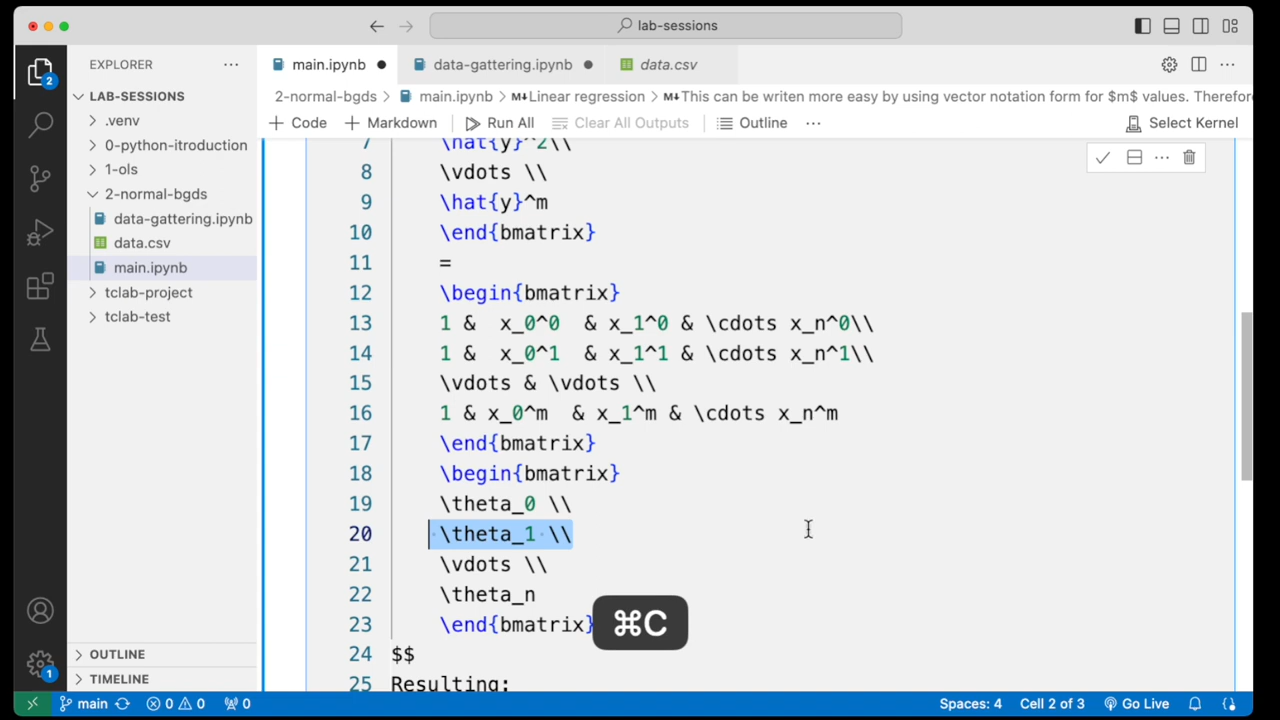 lab-sessions
EXPLORER
main.ipynb
data-gattering.ipynb
data.csv
LAB-SESSIONS
2-normal-bgds > main.ipynb > M↓Linear regression > M↓This can be writen more easy by using vector notation form for $m$ values. Therefore
.venv
Code
Markdown
Run All
Clear All Outputs
Outline
Select Kernel
0-python-itroduction
1-ols
2-normal-bgds
data-gattering.ipynb
data.csv
main.ipynb
tclab-project
tclab-test
7 \hat{y}^2\\
8 \vdots \\
9 \hat{y}^m
10 \end{bmatrix}
11 =
12 \begin{bmatrix}
13 1 & x_0^0 & x_1^0 & \cdots x_n^0\\
14 1 & x_0^1 & x_1^1 & \cdots x_n^1\\
15 \vdots & \vdots \\
16 1 & x_0^m & x_1^m & \cdots x_n^m
17 \end{bmatrix}
18 \begin{bmatrix}
19 \theta_0 \\
20 \theta_1 \\
21 \vdots \\
22 \theta_n
23 \end{bmatrix}
24 $$
25 Resulting:
⌘C
2
1
OUTLINE
TIMELINE
main
0 0
0
Spaces: 4
Cell 2 of 3
Go Live